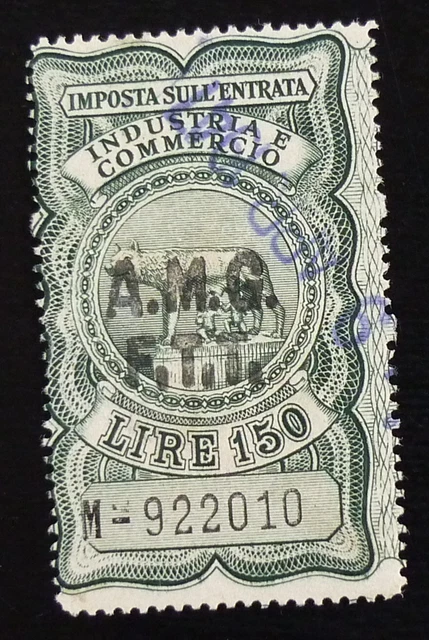 IMPOSTA SULL'ENTRATA
INDUSTRIA E
COMMERCIO
A.M.G.
F.T.T.
LIRE 150
M= 922010